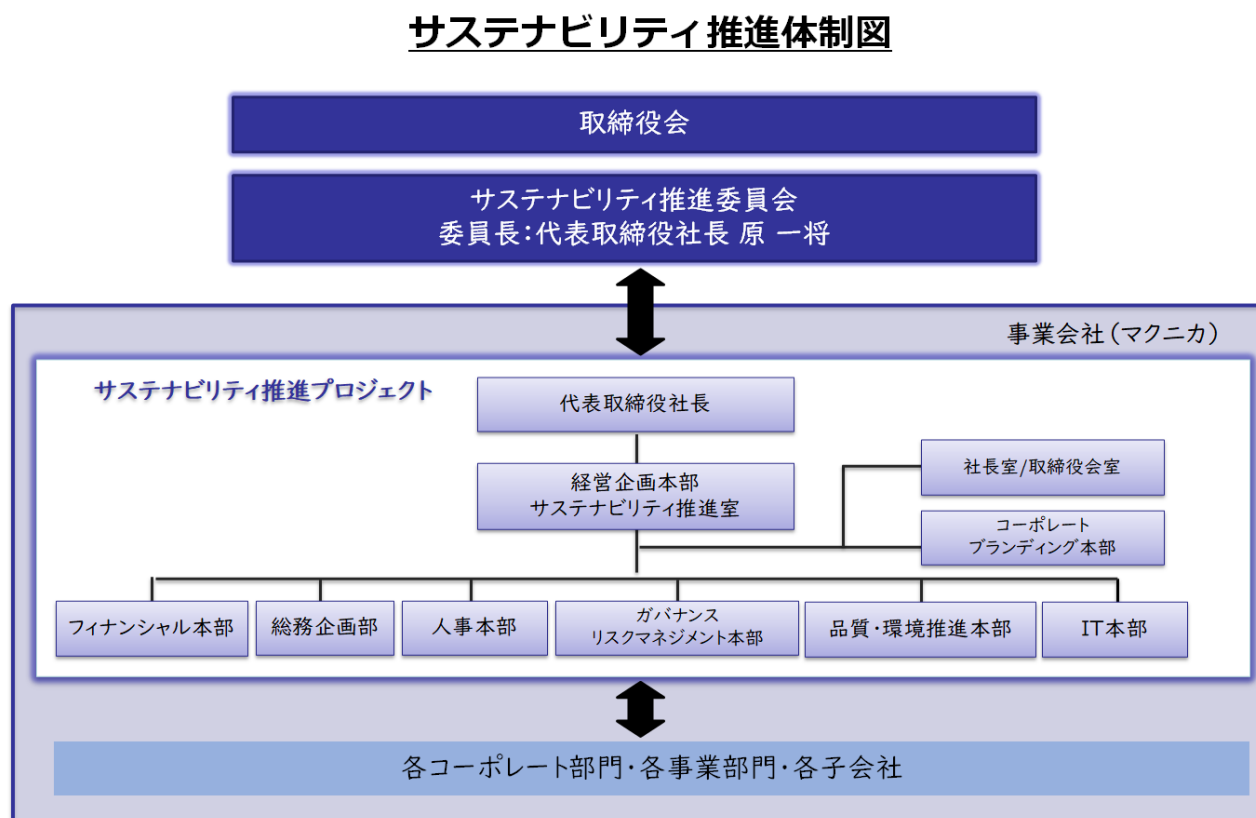 サステナビリティ推進体制図
取締役会
サステナビリティ推進委員会
委員長:代表取締役社長 原 一将
事業会社(マクニカ)
サステナビリティ推進プロジェクト
代表取締役社長
経営企画本部
サステナビリティ推進室
社長室/取締役会室
コーポレート
ブランディング本部
フィナンシャル本部
総務企画部
人事本部
ガバナンス
リスクマネジメント本部
品質・環境推進本部
IT本部
各コーポレート部門・各事業部門・各子会社